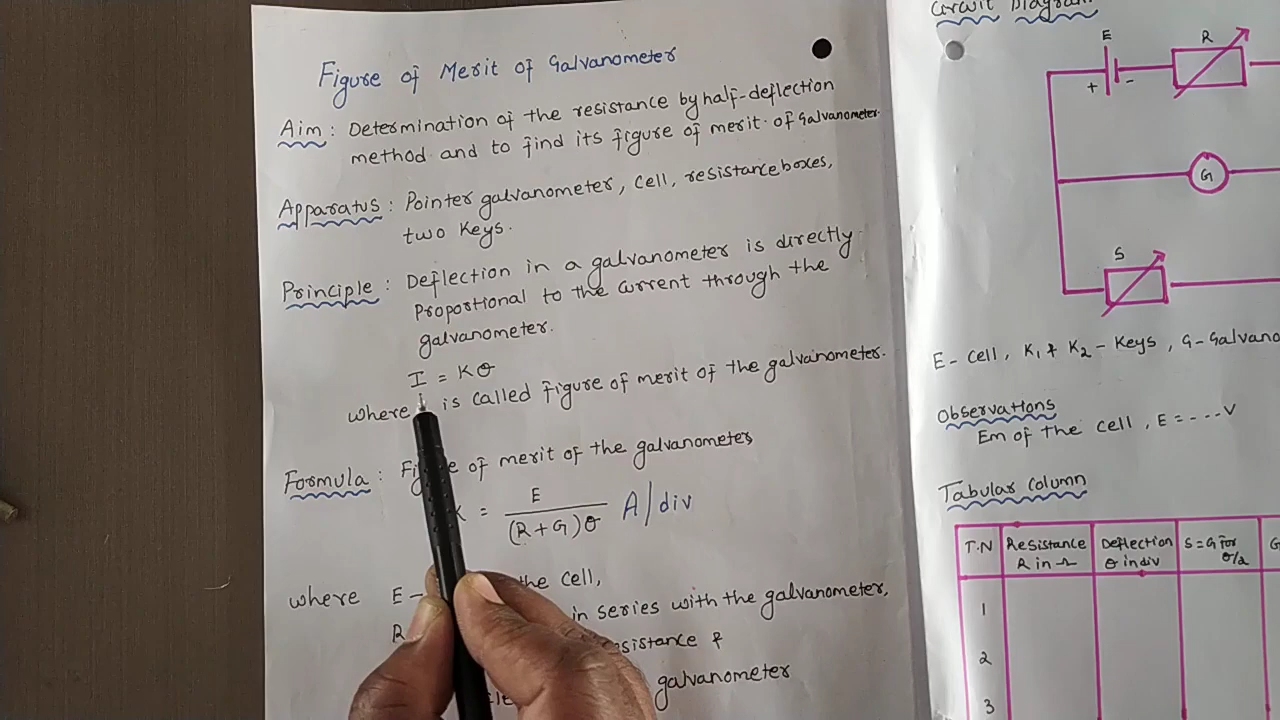 Figure of Merit of Galvanometer
Aim : Determination of the resistance by half-deflection
method and to find its figure of merit. of Galvanometer.
Apparatus : Pointer galvanometer, cell, resistance boxes,
two keys.
Principle : Deflection in a galvanometer is directly
Proportional to the current through the
galvanometer.
I = Kθ
where is called figure of merit of the galvanometer.
Formula : Figure of merit of the galvanometer
K = E / (R+G)θ A/div
where E - the cell,
R in series with the galvanometer,
&
galvanometer
Circuit Diagram
E
R
+ -
G
S
E - Cell, K1 & K2 - Keys, G - Galvano
Observations
Em of the cell, E = ---- V
Tabular column
T.N Resistance R in Ω Deflection θ in div S = G for θ/2 G
1
2
3